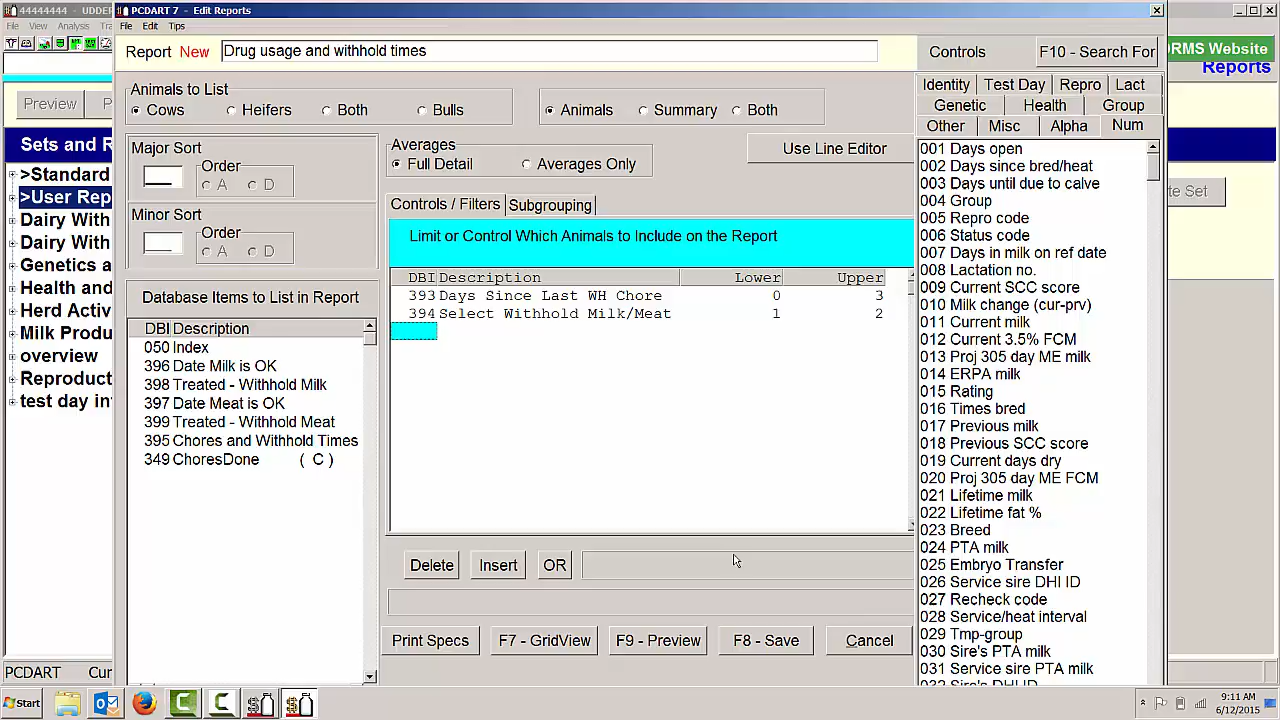 44444444 - UDDER
PCDART 7 - Edit Reports
File View Analysis
File Edit Tips
Report New Drug usage and withhold times
Controls F10 - Search For
DRMS Website
Reports
Preview
Sets and R
>Standard
>User Rep
Dairy With
Dairy With
Genetics a
Health and
Herd Activ
Milk Produ
overview
Reproduct
test day in
Animals to List
Cows Heifers Both Bulls
Animals Summary Both
Major Sort
Order
A D
Minor Sort
Order
A D
Averages
Full Detail Averages Only
Use Line Editor
Controls / Filters Subgrouping
Limit or Control Which Animals to Include on the Report
DBI Description Lower Upper
393 Days Since Last WH Chore 0 3
394 Select Withhold Milk/Meat 1 2
Database Items to List in Report
DBI Description
050 Index
396 Date Milk is OK
398 Treated - Withhold Milk
397 Date Meat is OK
399 Treated - Withhold Meat
395 Chores and Withhold Times
349 ChoresDone ( C )
Delete Insert OR
Print Specs F7 - GridView F9 - Preview F8 - Save Cancel
Identity Test Day Repro Lact
Genetic Health Group
Other Misc Alpha Num
001 Days open
002 Days since bred/heat
003 Days until due to calve
004 Group
005 Repro code
006 Status code
007 Days in milk on ref date
008 Lactation no.
009 Current SCC score
010 Milk change (cur-prv)
011 Current milk
012 Current 3.5% FCM
013 Proj 305 day ME milk
014 ERPA milk
015 Rating
016 Times bred
017 Previous milk
018 Previous SCC score
019 Current days dry
020 Proj 305 day ME FCM
021 Lifetime milk
022 Lifetime fat %
023 Breed
024 PTA milk
025 Embryo Transfer
026 Service sire DHI ID
027 Recheck code
028 Service/heat interval
029 Tmp-group
030 Sire's PTA milk
031 Service sire PTA milk
032 Sire's DHI ID
te Set
PCDART Cur
Start
9:11 AM
6/12/2015